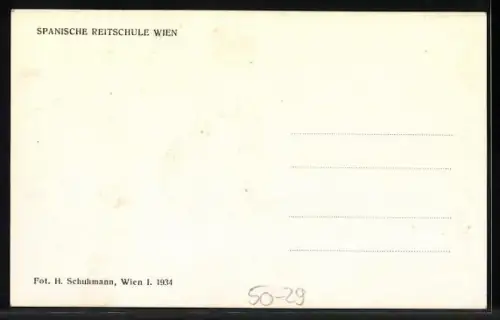 SPANISCHE REITSCHULE WIEN
Fot. H. Schuhmann, Wien I. 1934
50-29